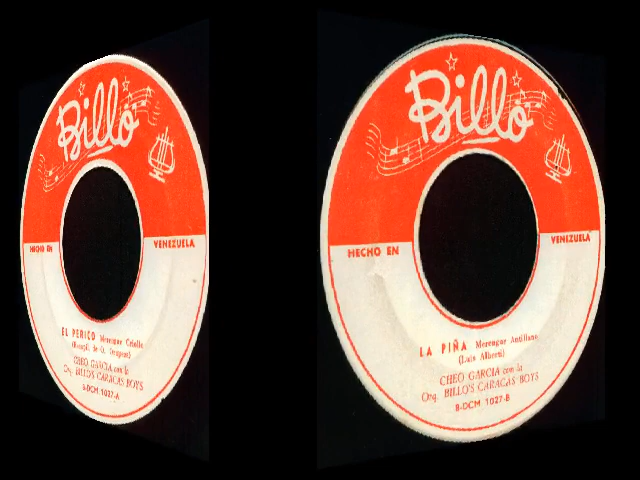 Billo
HECHO EN VENEZUELA
EL PERICO Merengue Criollo
(Recopil. de O.
CHEO GARCIA con la
Orq. BILLO'S CARACAS BOYS
B-DCM 1027-A
Billo
HECHO EN VENEZUELA
LA PIÑA Merengue Antillano
(Luis Alberti)
CHEO GARCIA con la
Orq. BILLO'S CARACAS BOYS
B-DCM 1027-B